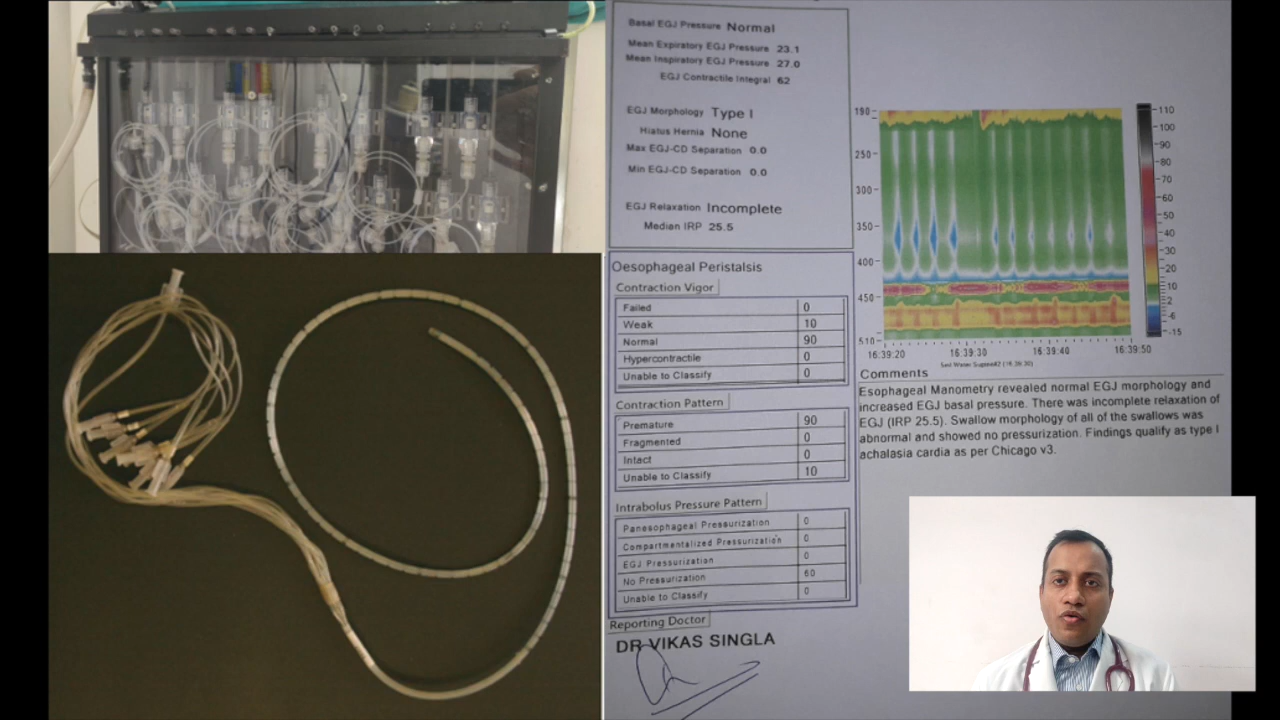 Basal EGJ Pressure Normal
Mean Expiratory EGJ Pressure 23.1
Mean Inspiratory EGJ Pressure 27.0
EGJ Contractile Integral 62
EGJ Morphology Type I
Hiatus Hernia None
Max EGJ-CD Separation 0.0
Min EGJ-CD Separation 0.0
EGJ Relaxation Incomplete
Median IRP 25.5
Oesophageal Peristalsis
Contraction Vigor
Failed 0
Weak 10
Normal 90
Hypercontractile 0
Unable to Classify 0
Contraction Pattern
Premature 90
Fragmented 0
Intact 0
Unable to Classify 10
Intrabolus Pressure Pattern
Panesophageal Pressurization 0
Compartmentalized Pressurization 0
EGJ Pressurization 0
No Pressurization 60
Unable to Classify 0
Reporting Doctor
DR VIKAS SINGLA
190
250
300
350
400
450
510
110
100
90
80
70
60
50
40
30
20
10
2
-6
-15
16:39:20 16:39:30 16:39:40 16:39:50
Comments
Esophageal Manometry revealed normal EGJ morphology and
increased EGJ basal pressure. There was incomplete relaxation of
EGJ (IRP 25.5). Swallow morphology of all of the swallows was
abnormal and showed no pressurization. Findings qualify as type I
achalasia cardia as per Chicago v3.